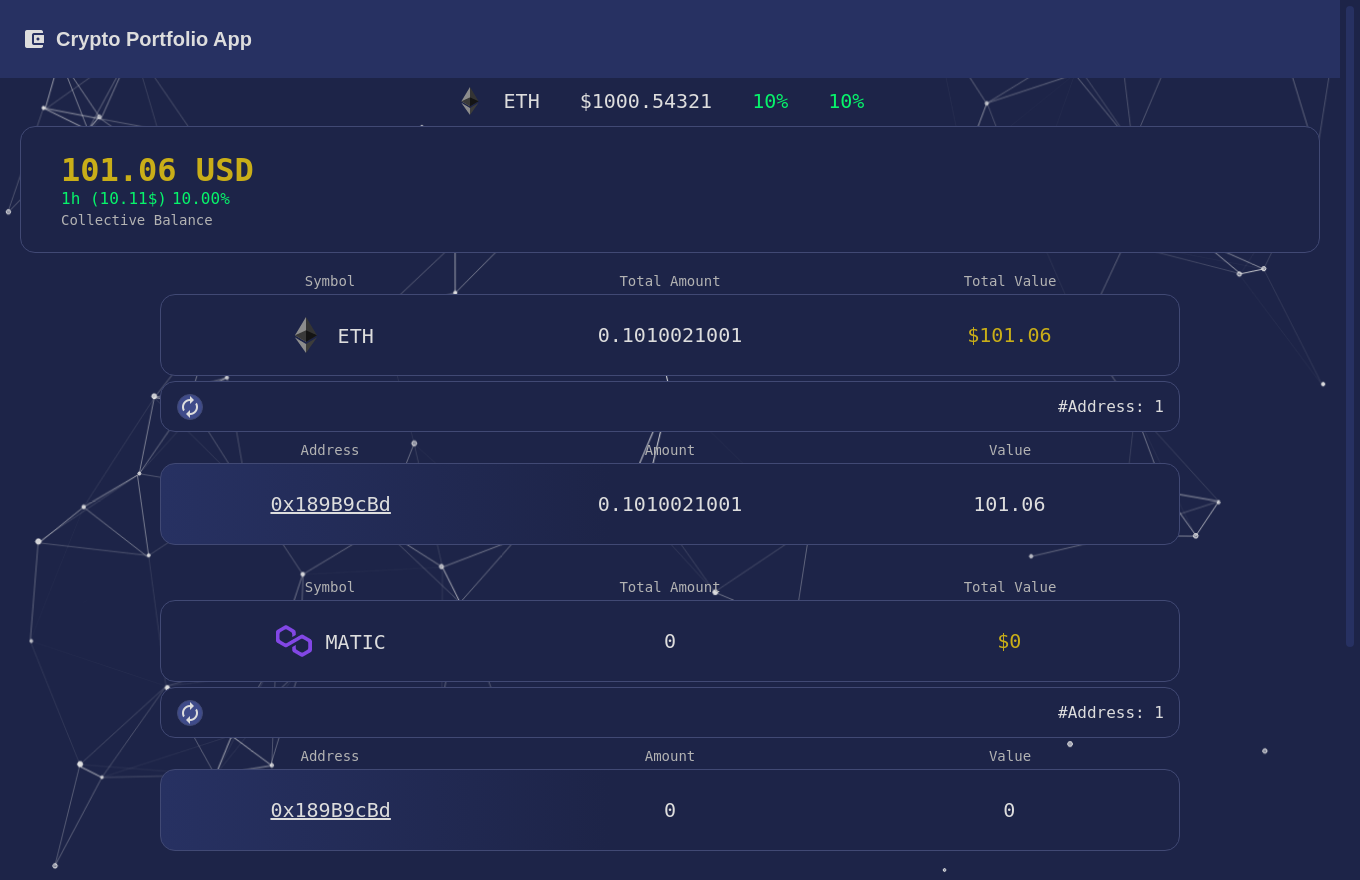 Crypto Portfolio App
ETH $1000.54321 10% 10%
101.06 USD
1h (10.11$) 10.00%
Collective Balance
Symbol Total Amount Total Value
ETH 0.1010021001 $101.06
#Address: 1
Address Amount Value
0x189B9cBd 0.1010021001 101.06
Symbol Total Amount Total Value
MATIC 0 $0
#Address: 1
Address Amount Value
0x189B9cBd 0 0